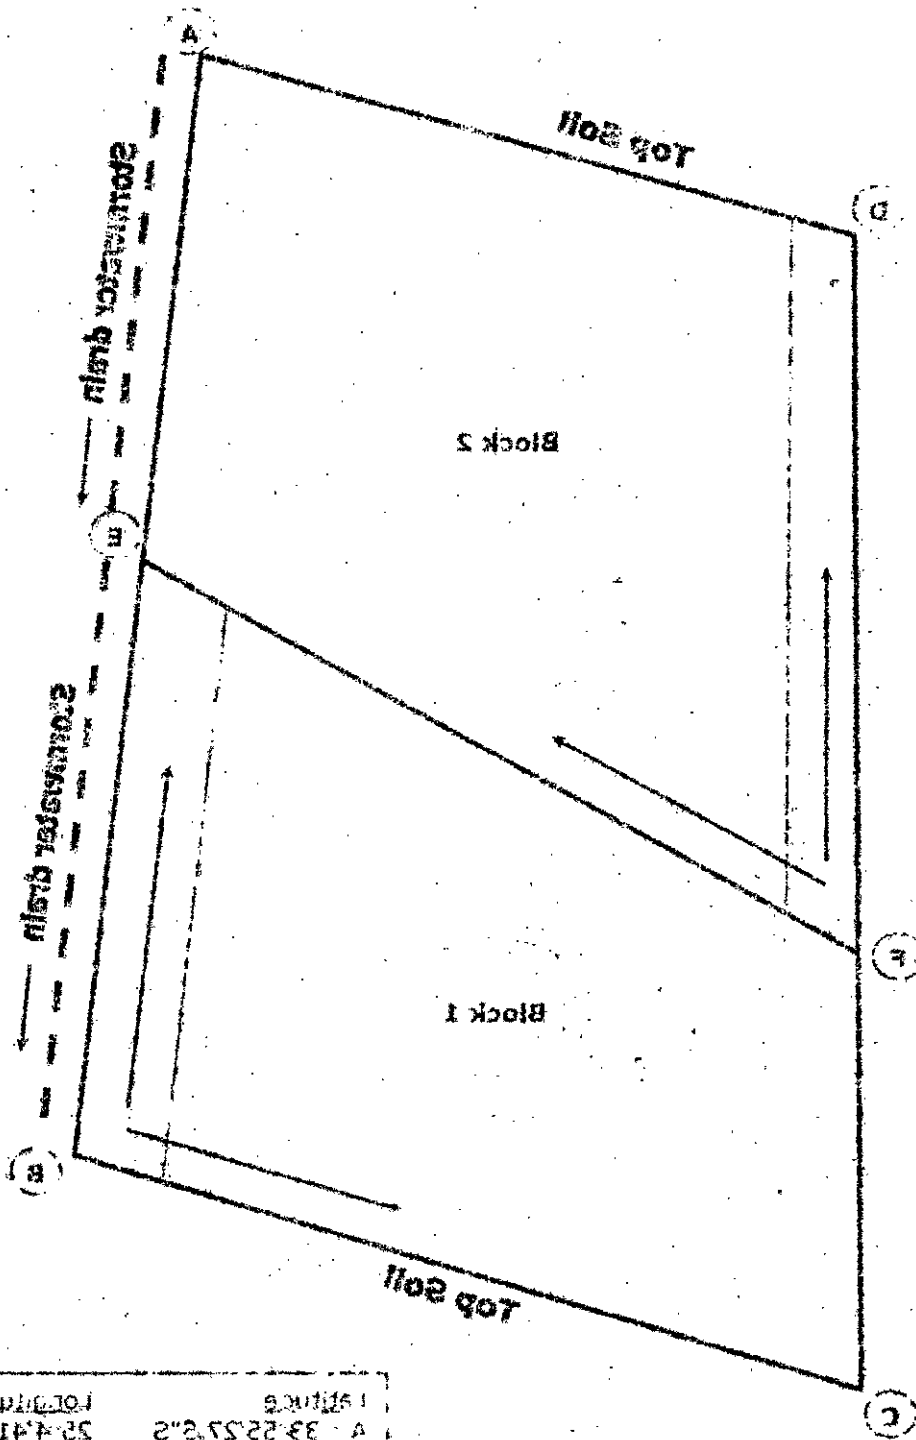 A
Top Soil
D
Stormwater drain
Block 2
E
Stormwater drain
F
Block 1
B
Top Soil
C
Latitude
A 33·55'27.5"S